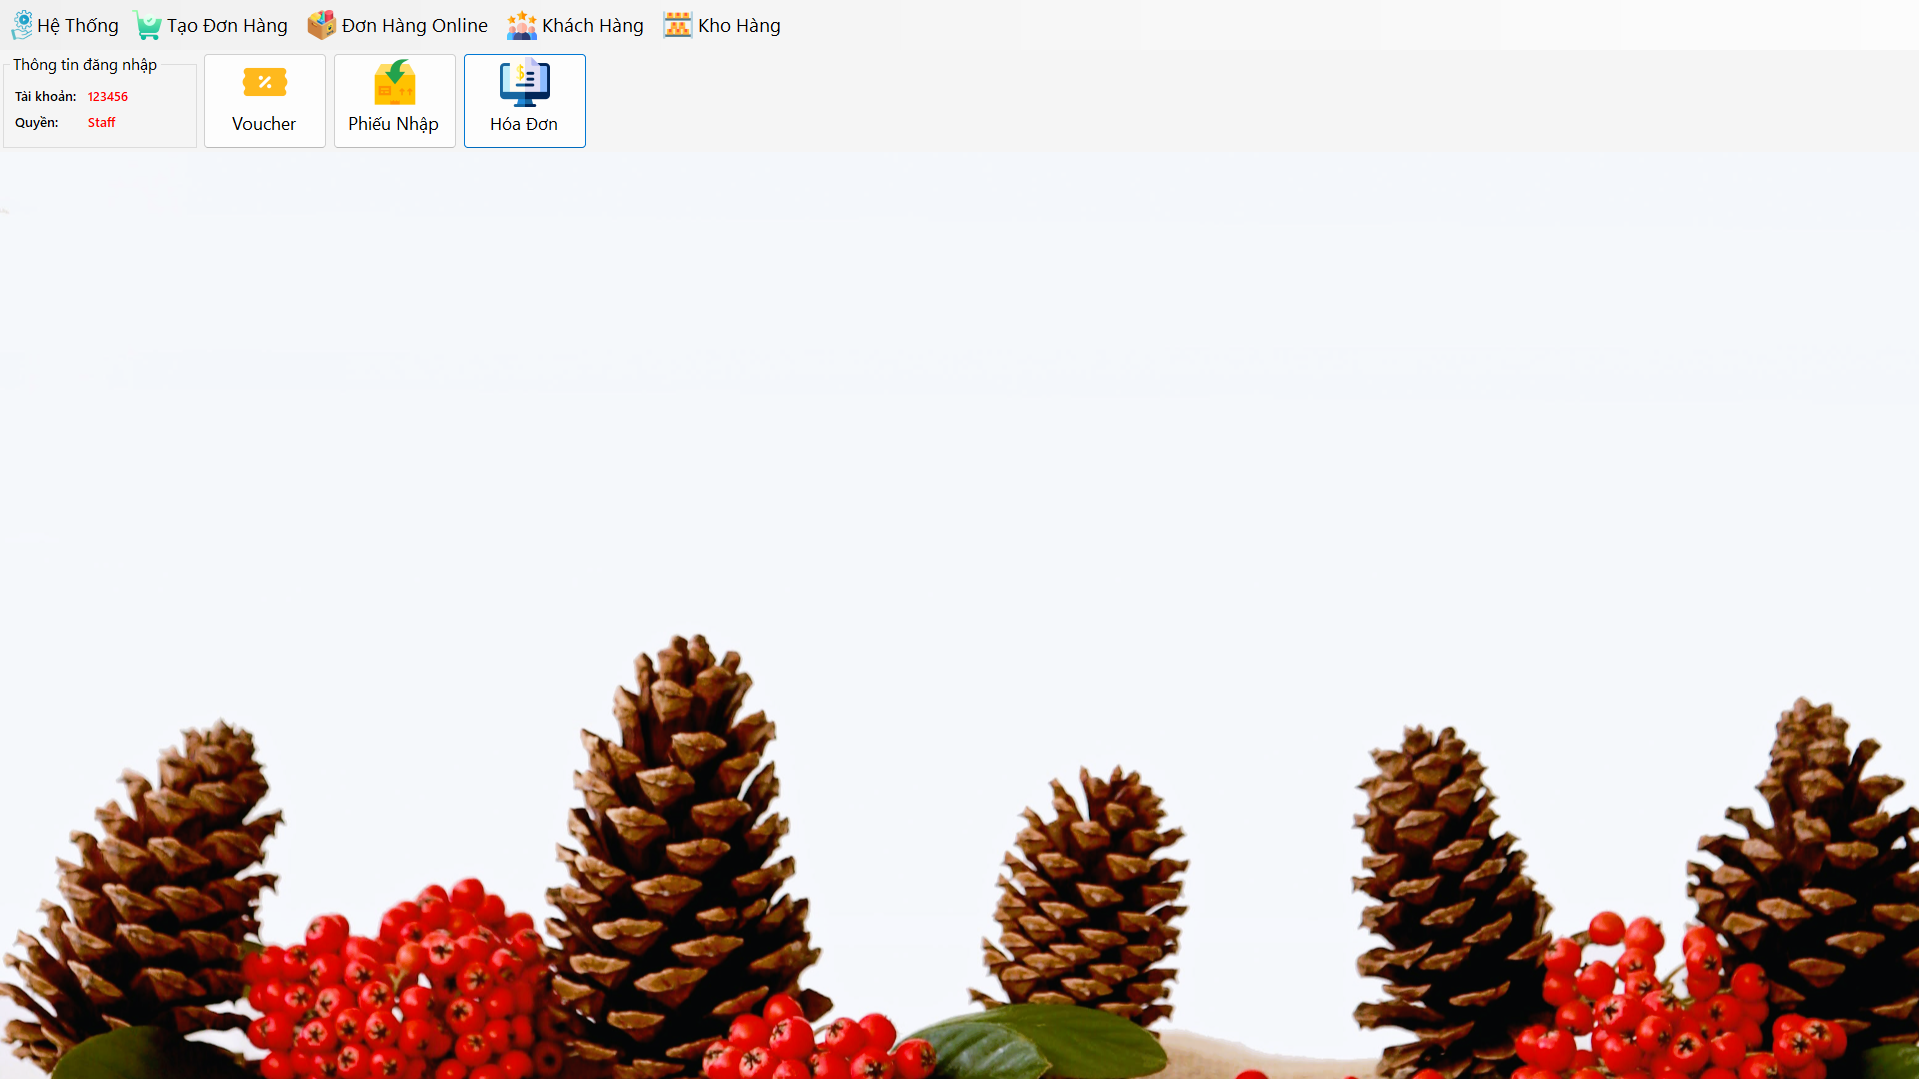 Hệ Thống Tạo Đơn Hàng Đơn Hàng Online Khách Hàng Kho Hàng
Thông tin đăng nhập
Tài khoản: 123456
Quyền: Staff
Voucher
Phiếu Nhập
Hóa Đơn